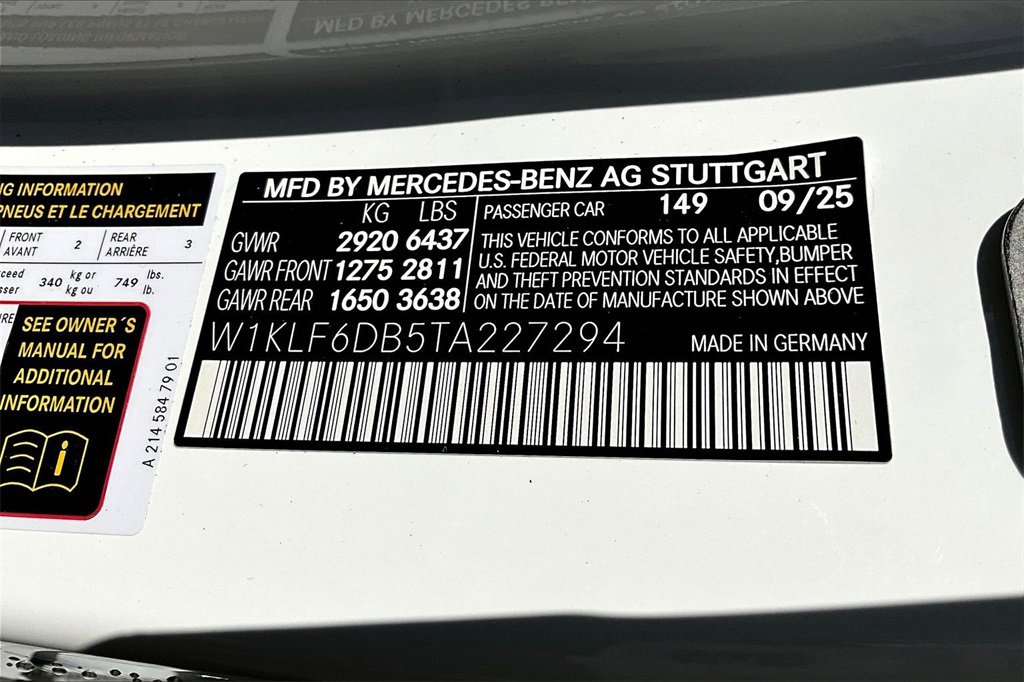 MFD BY MERCEDES-BENZ AG STUTTGART
KG LBS
GVWR 2920 6437
GAWR FRONT 1275 2811
GAWR REAR 1650 3638
PASSENGER CAR 149 09/25
THIS VEHICLE CONFORMS TO ALL APPLICABLE
U.S. FEDERAL MOTOR VEHICLE SAFETY,BUMPER
AND THEFT PREVENTION STANDARDS IN EFFECT
ON THE DATE OF MANUFACTURE SHOWN ABOVE
W1KLF6DB5TA227294
MADE IN GERMANY
INFORMATION
PNEUS ET LE CHARGEMENT
FRONT 2 REAR 3
AVANT ARRIÈRE
340 kg or 749 lbs.
kg ou lb.
SEE OWNER´S
MANUAL FOR
ADDITIONAL
INFORMATION
A 214 584 79 01
MFD BY MERCEDES-BENZ AG